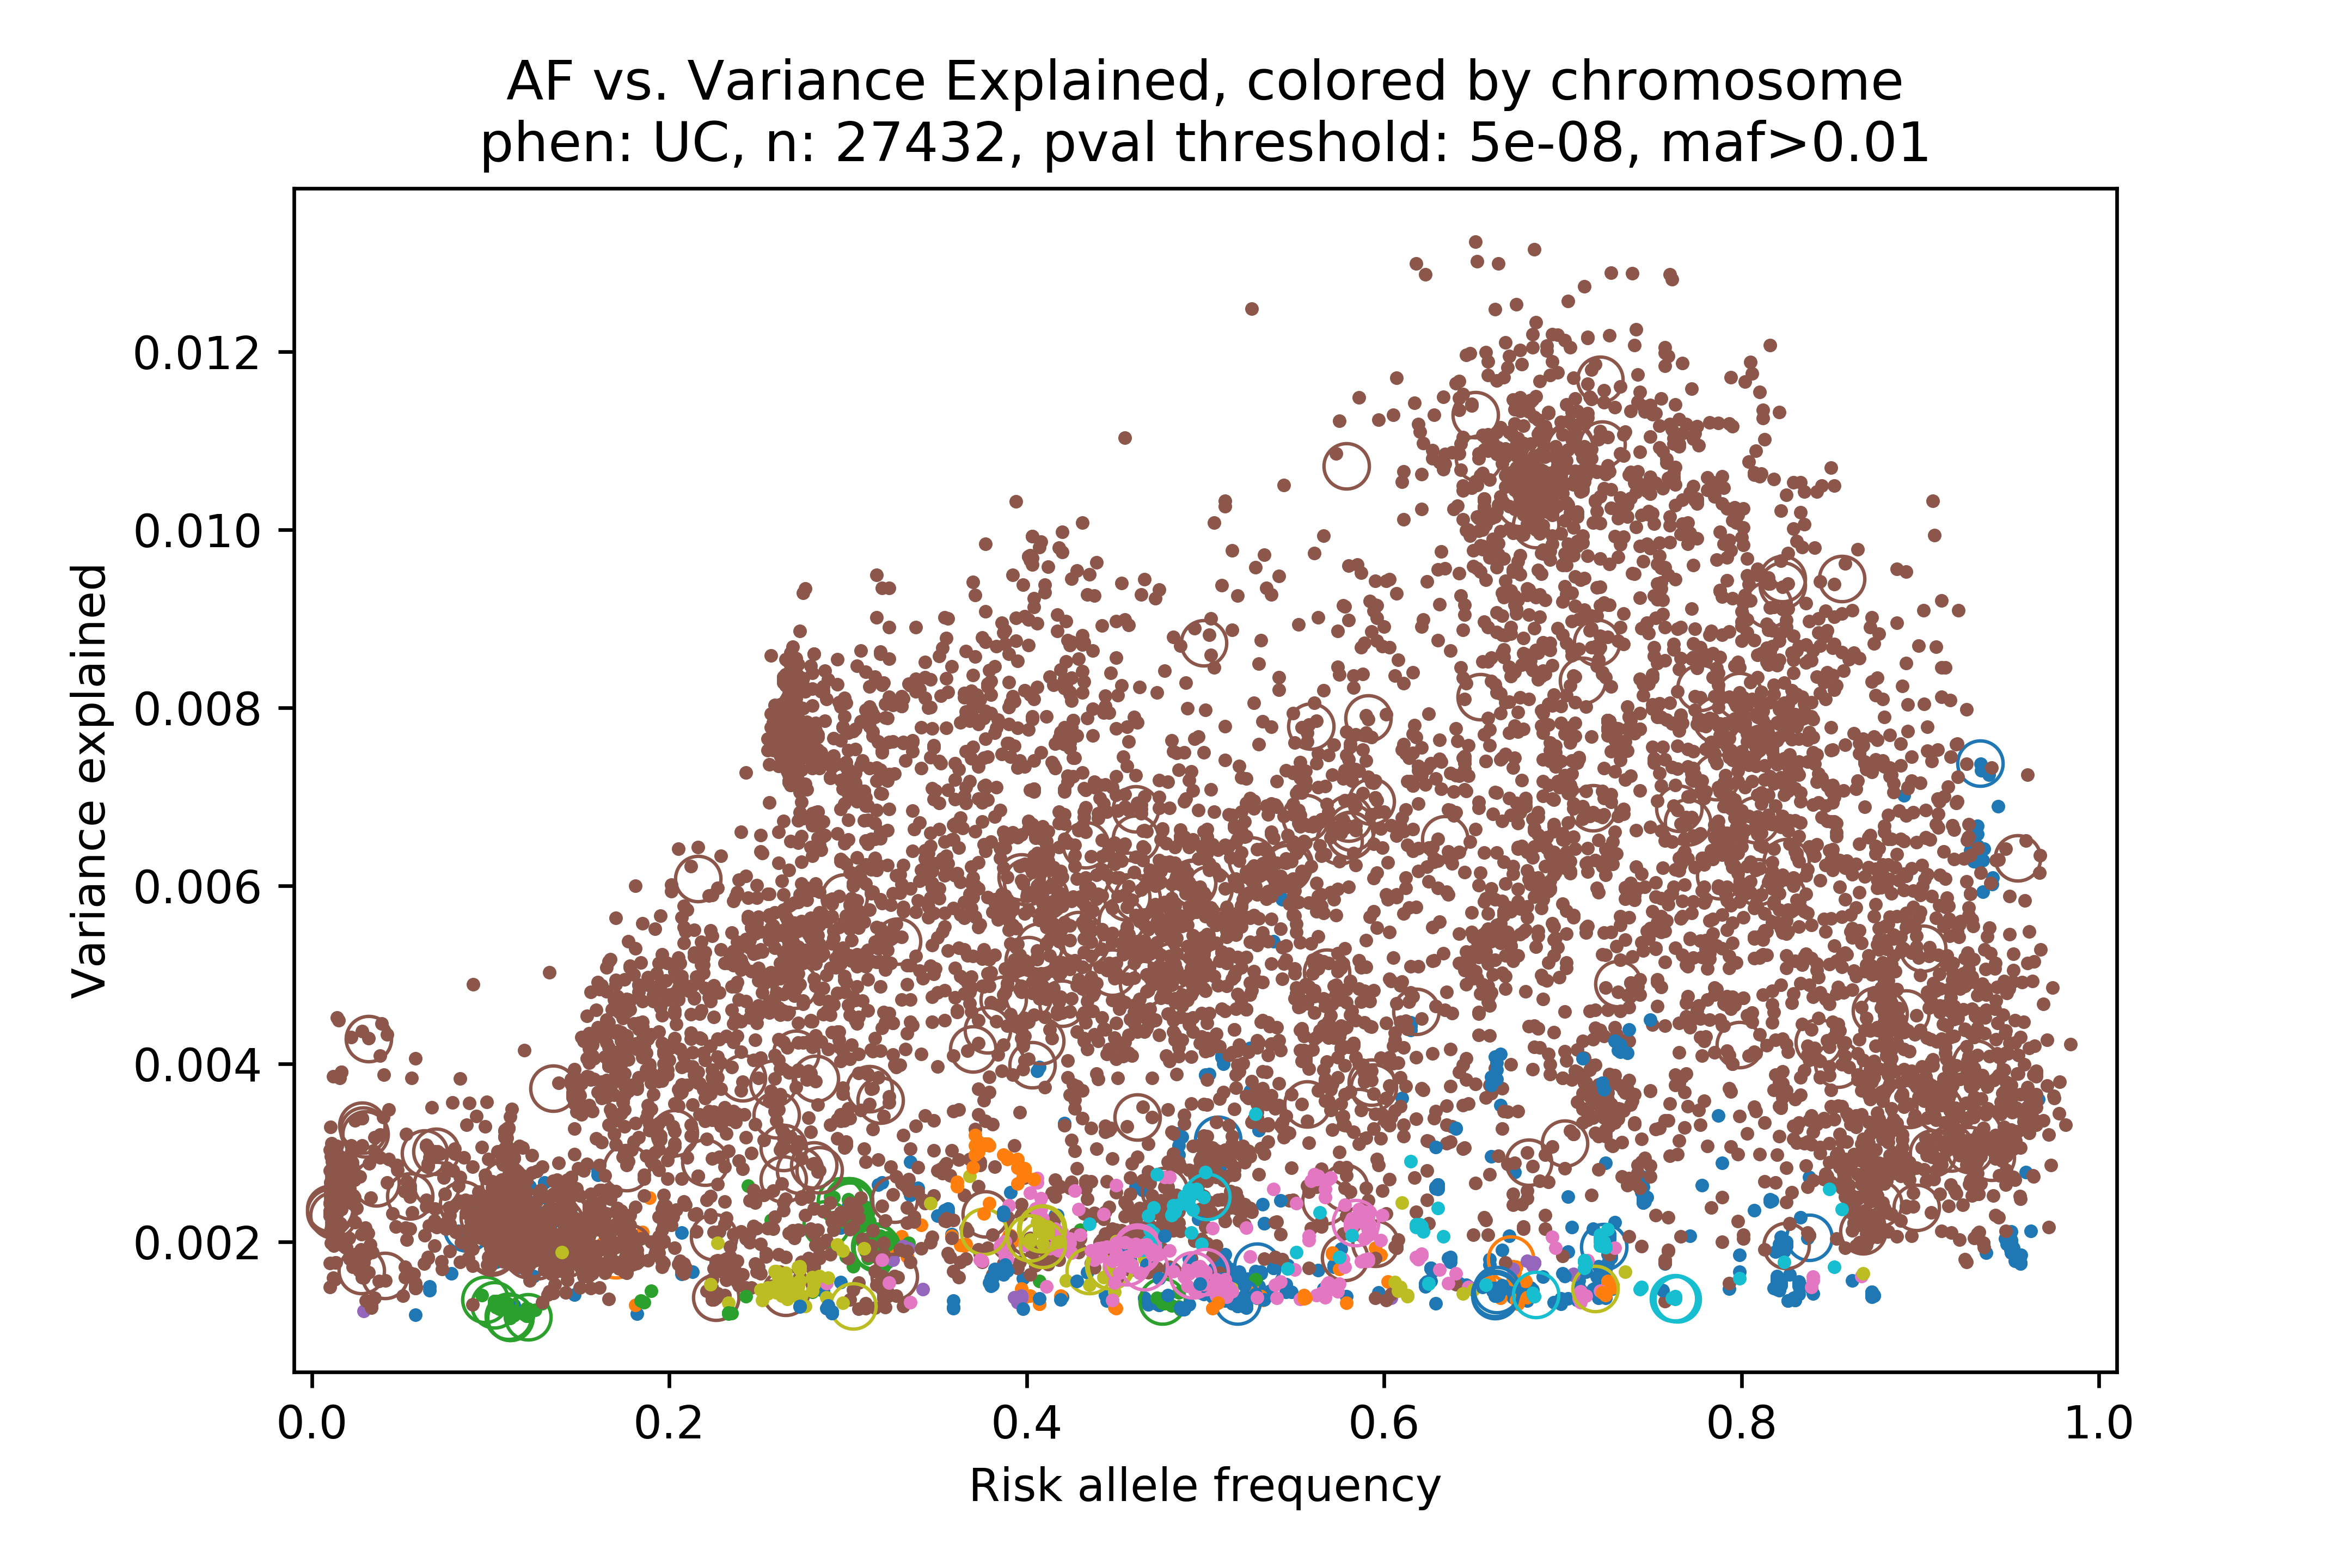 AF vs. Variance Explained, colored by chromosome
phen: UC, n: 27432, pval threshold: 5e-08, maf>0.01
0.012
0.010
0.008
0.006
0.004
0.002
Variance explained
0.0 0.2 0.4 0.6 0.8 1.0
Risk allele frequency